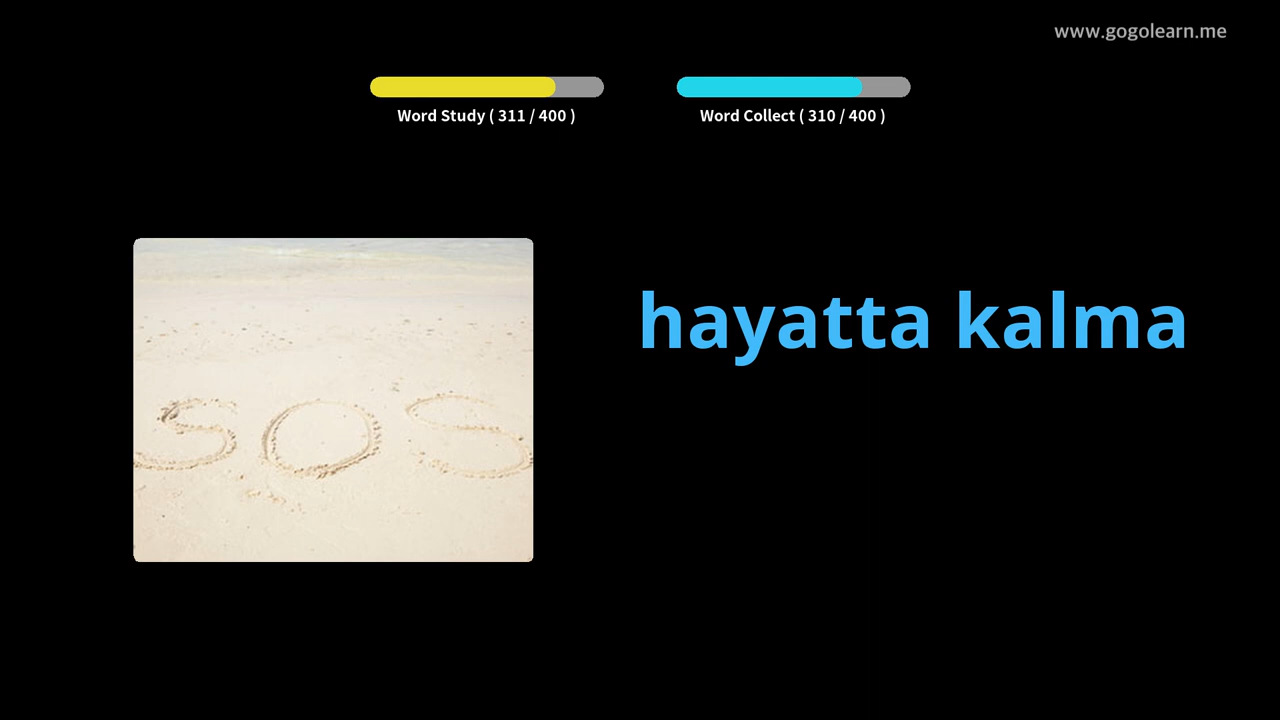 www.gogolearn.me
Word Study ( 311 / 400 )
Word Collect ( 310 / 400 )
hayatta kalma
SOS